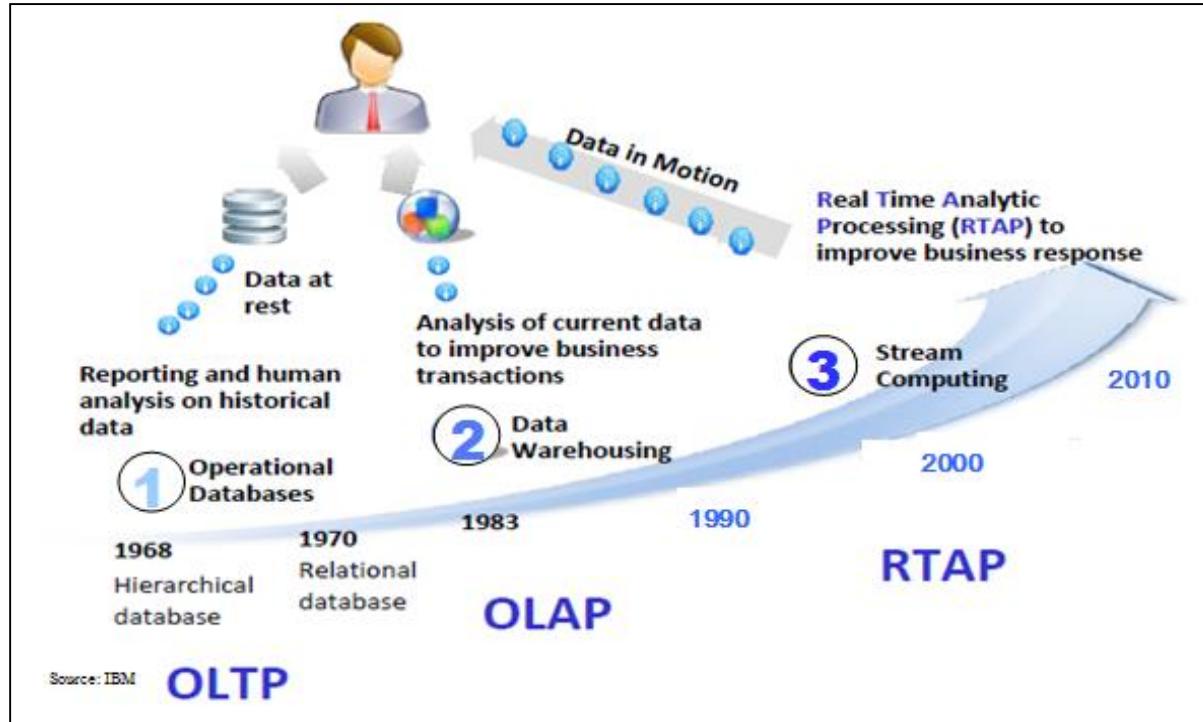 Data in Motion
Real Time Analytic
Processing (RTAP) to
improve business response
Data at
rest
Analysis of current data
to improve business
transactions
Reporting and human
analysis on historical
data
3
Stream
Computing
2010
2
Data
Warehousing
2000
1
Operational
Databases
1990
1983
1968
Hierarchical
database
1970
Relational
database
RTAP
OLAP
Source: IBM
OLTP